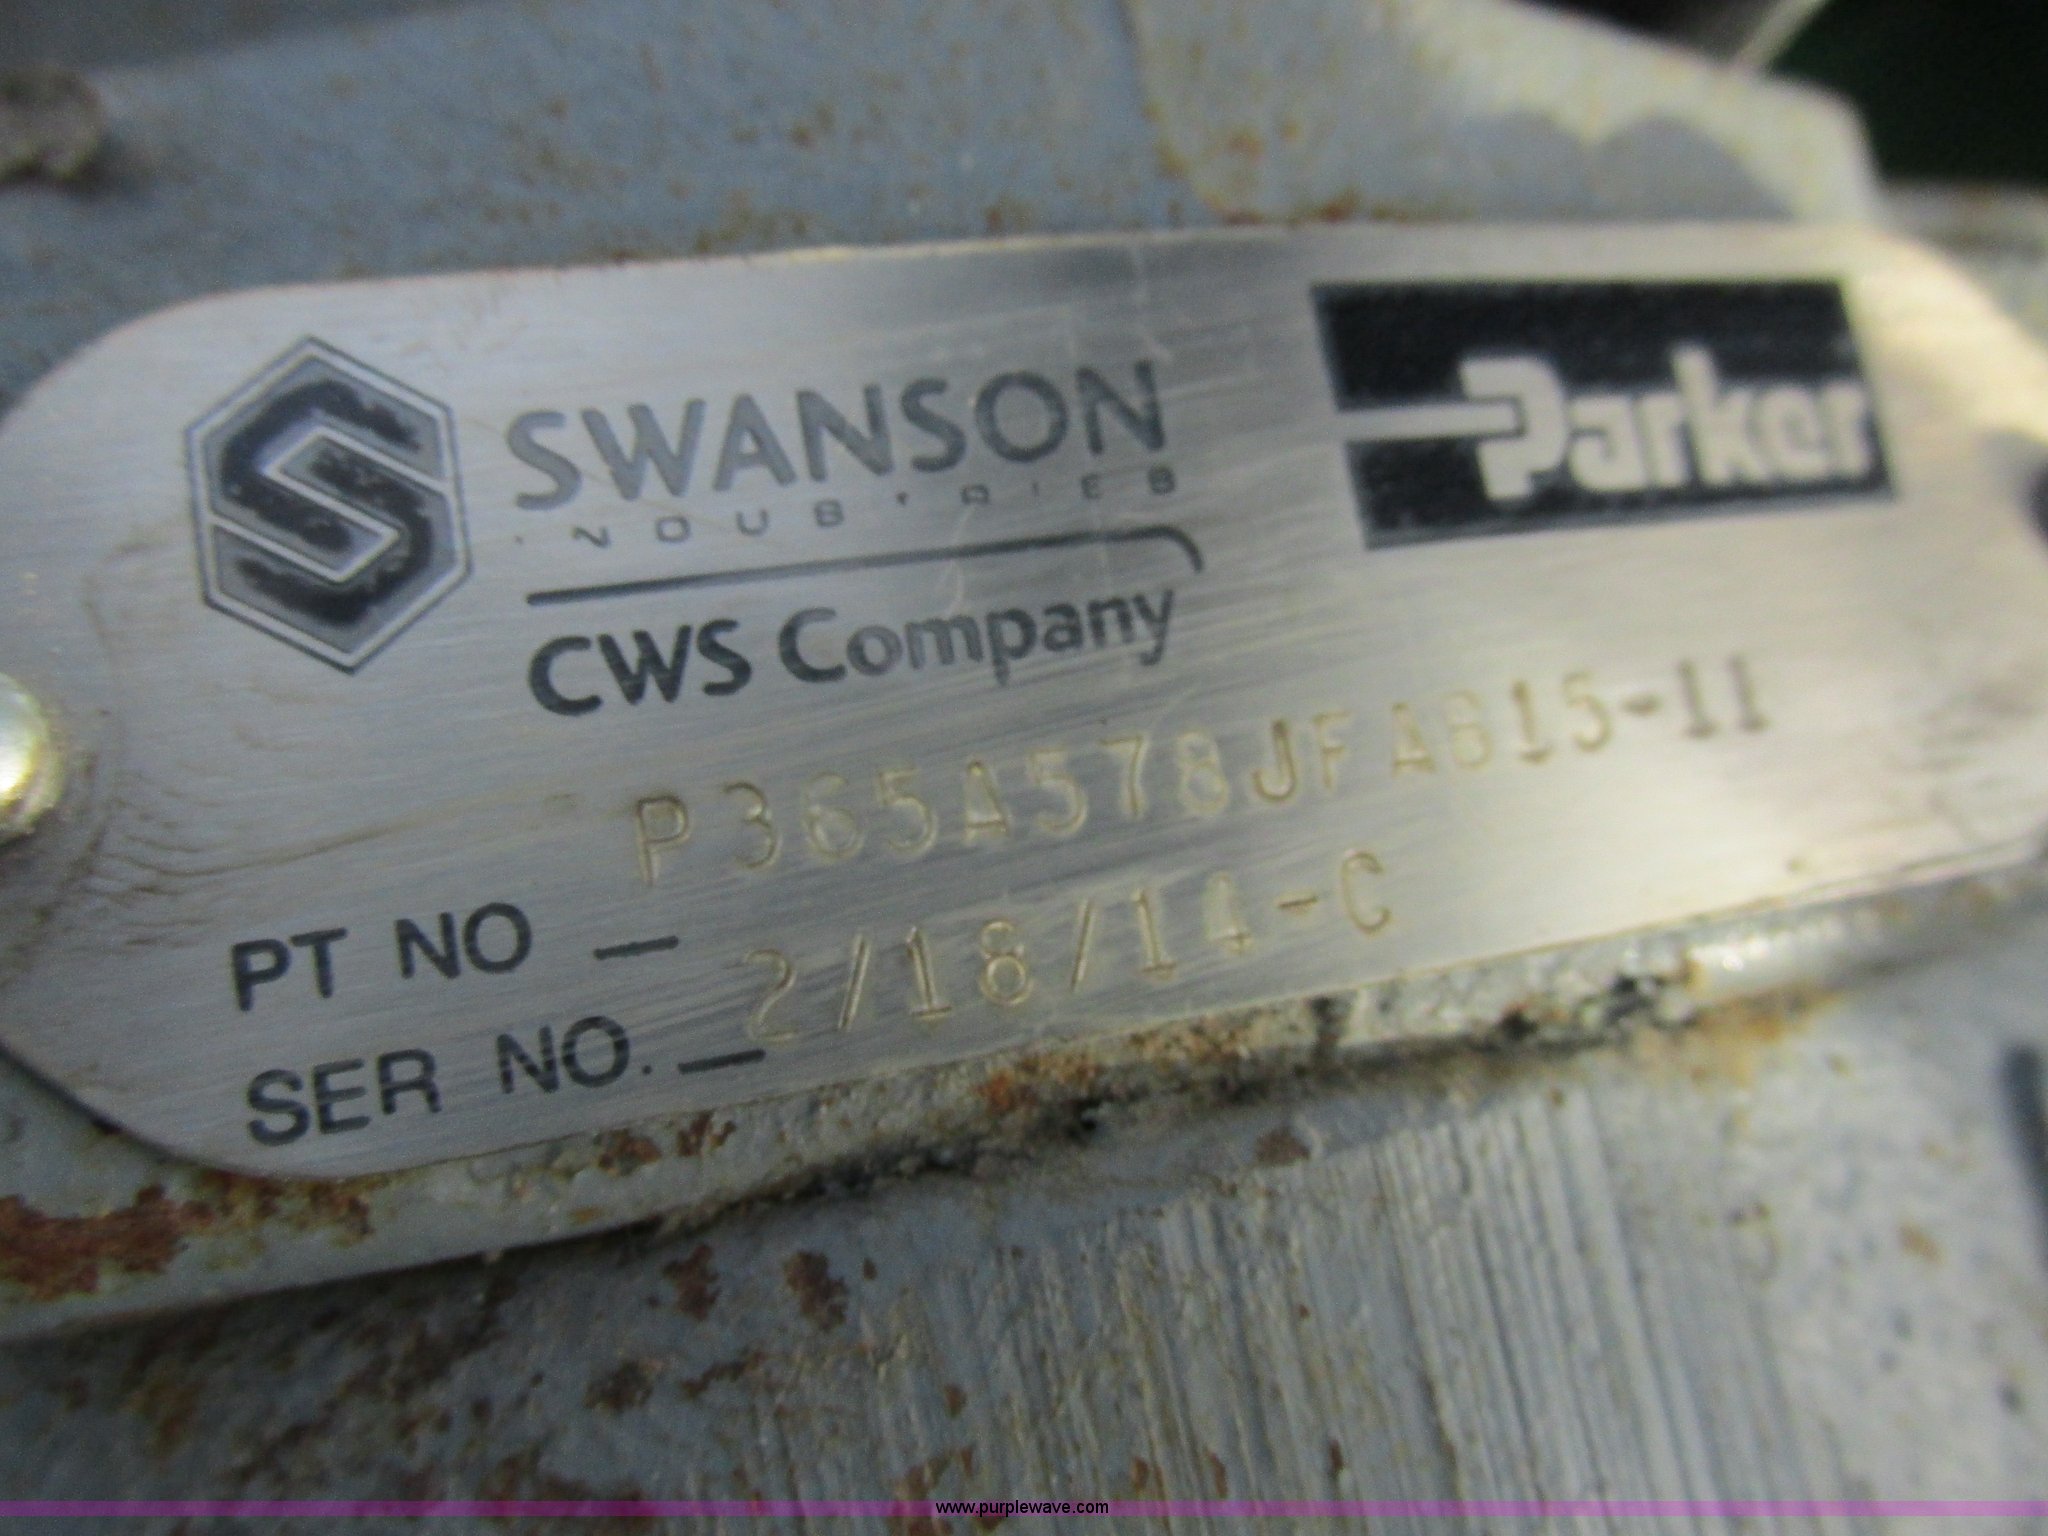 SWANSON
INDUSTRIES
CWS Company
Parker
PT NO — P365A578JFAB15-11
SER NO. — 2/18/14-C
www.purplewave.com